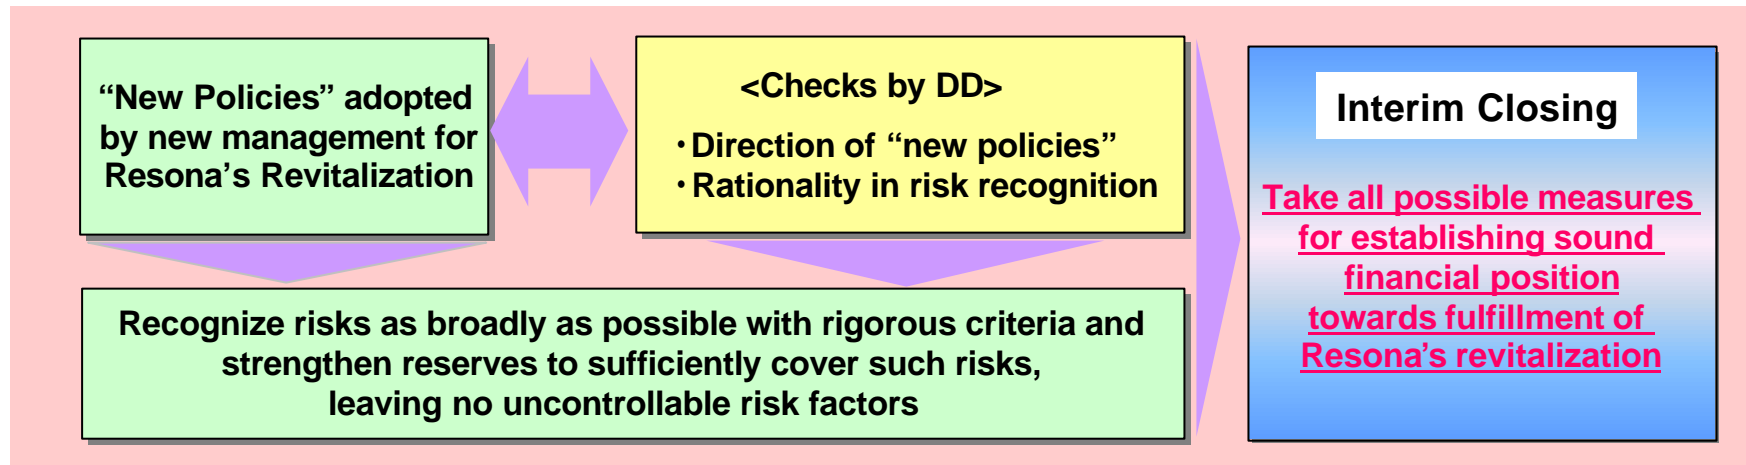 “New Policies” adopted
by new management for
Resona’s Revitalization
<Checks by DD>
・Direction of “new policies”
・Rationality in risk recognition
Recognize risks as broadly as possible with rigorous criteria and
strengthen reserves to sufficiently cover such risks,
leaving no uncontrollable risk factors
Interim Closing
Take all possible measures
for establishing sound
financial position
towards fulfillment of
Resona’s revitalization